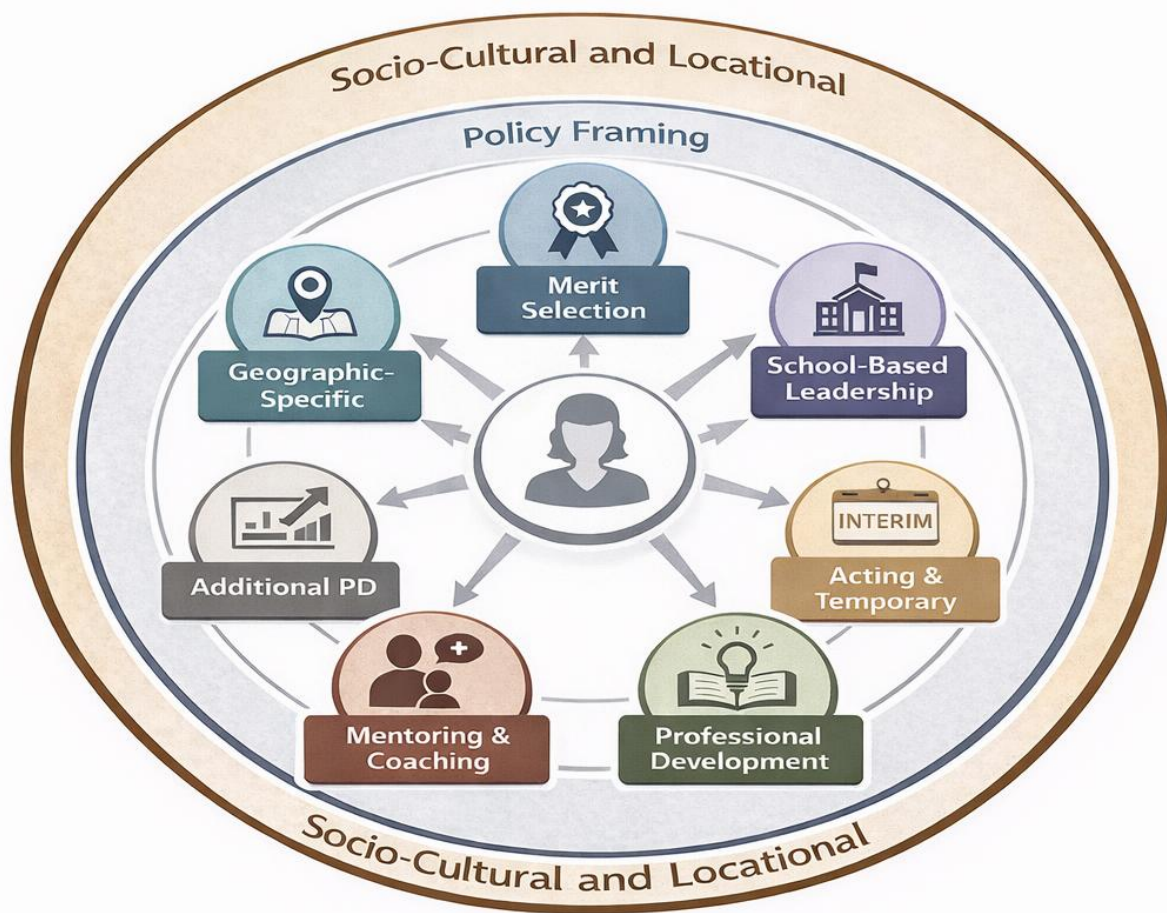 Socio-Cultural and Locational
Policy Framing
Merit
Selection
Geographic-
Specific
School-Based
Leadership
Additional PD
INTERIM
Acting &
Temporary
Mentoring &
Coaching
Professional
Development
Socio-Cultural and Locational